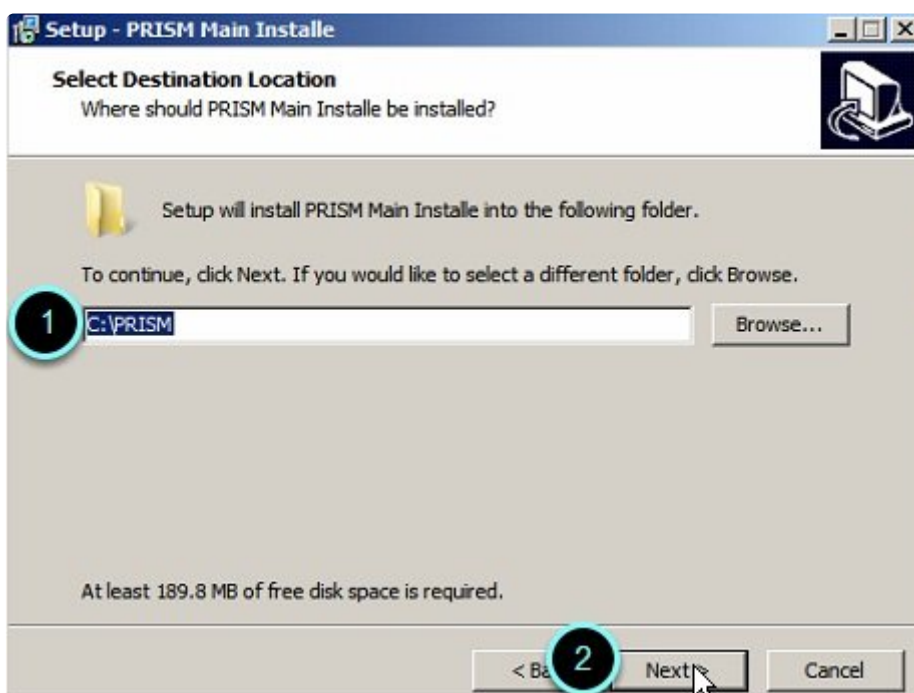 Setup - PRISM Main Installe
Select Destination Location
Where should PRISM Main Installe be installed?
Setup will install PRISM Main Installe into the following folder.
To continue, click Next. If you would like to select a different folder, click Browse.
1 C:\PRISM Browse...
At least 189.8 MB of free disk space is required.
< Ba 2 Next > Cancel